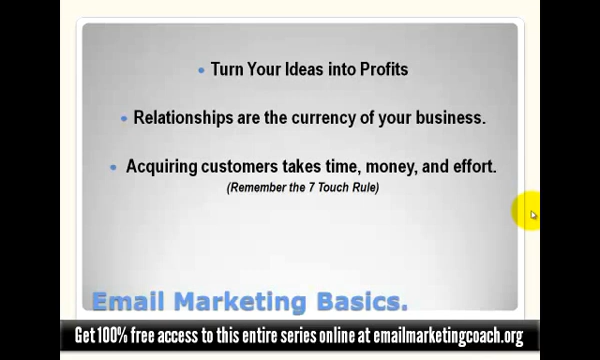 • Turn Your Ideas into Profits
• Relationships are the currency of your business.
• Acquiring customers takes time, money, and effort.
(Remember the 7 Touch Rule)
Email Marketing Basics.
Get 100% free access to this entire series online at emailmarketingcoach.org